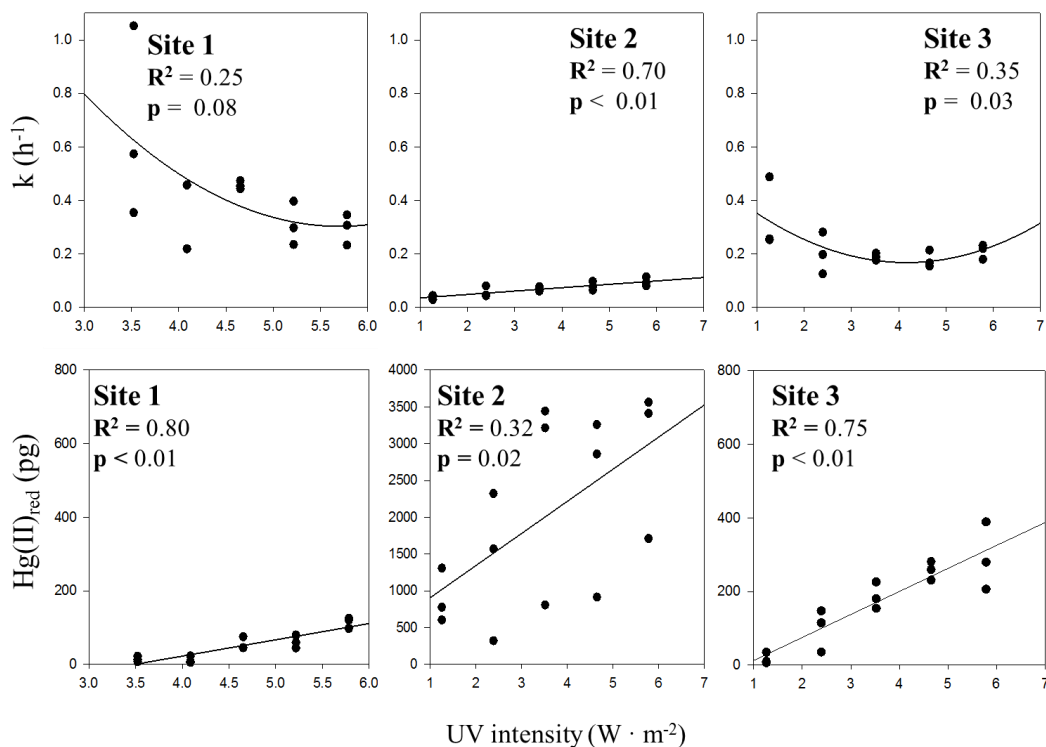 Site 1
R² = 0.25
p = 0.08
Site 2
R² = 0.70
p < 0.01
Site 3
R² = 0.35
p = 0.03
k (h⁻¹)
1.0
0.8
0.6
0.4
0.2
0.0
3.0 3.5 4.0 4.5 5.0 5.5 6.0
1.0
0.8
0.6
0.4
0.2
0.0
1 2 3 4 5 6 7
1.0
0.8
0.6
0.4
0.2
0.0
1 2 3 4 5 6 7
Site 1
R² = 0.80
p < 0.01
Site 2
R² = 0.32
p = 0.02
Site 3
R² = 0.75
p < 0.01
Hg(II)red (pg)
800
600
400
200
0
3.0 3.5 4.0 4.5 5.0 5.5 6.0
4000
3500
3000
2500
2000
1500
1000
500
0
1 2 3 4 5 6 7
800
600
400
200
0
1 2 3 4 5 6 7
UV intensity (W · m⁻²)